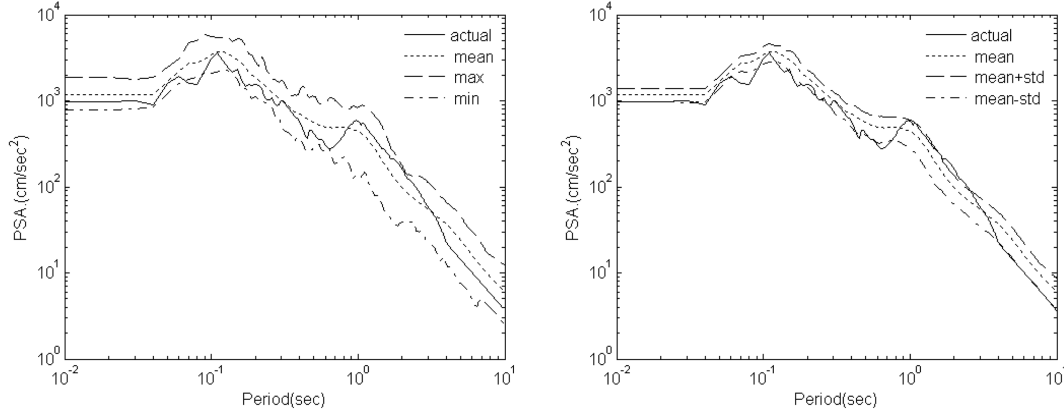 10^4
10^3
10^2
10^1
10^0
PSA.(cm/sec^2)
10^-2
10^-1
10^0
10^1
Period(sec)
actual
mean
max
min
10^4
10^3
10^2
10^1
10^0
PSA.(cm/sec^2)
10^-2
10^-1
10^0
10^1
Period(sec)
actual
mean
mean+std
mean-std